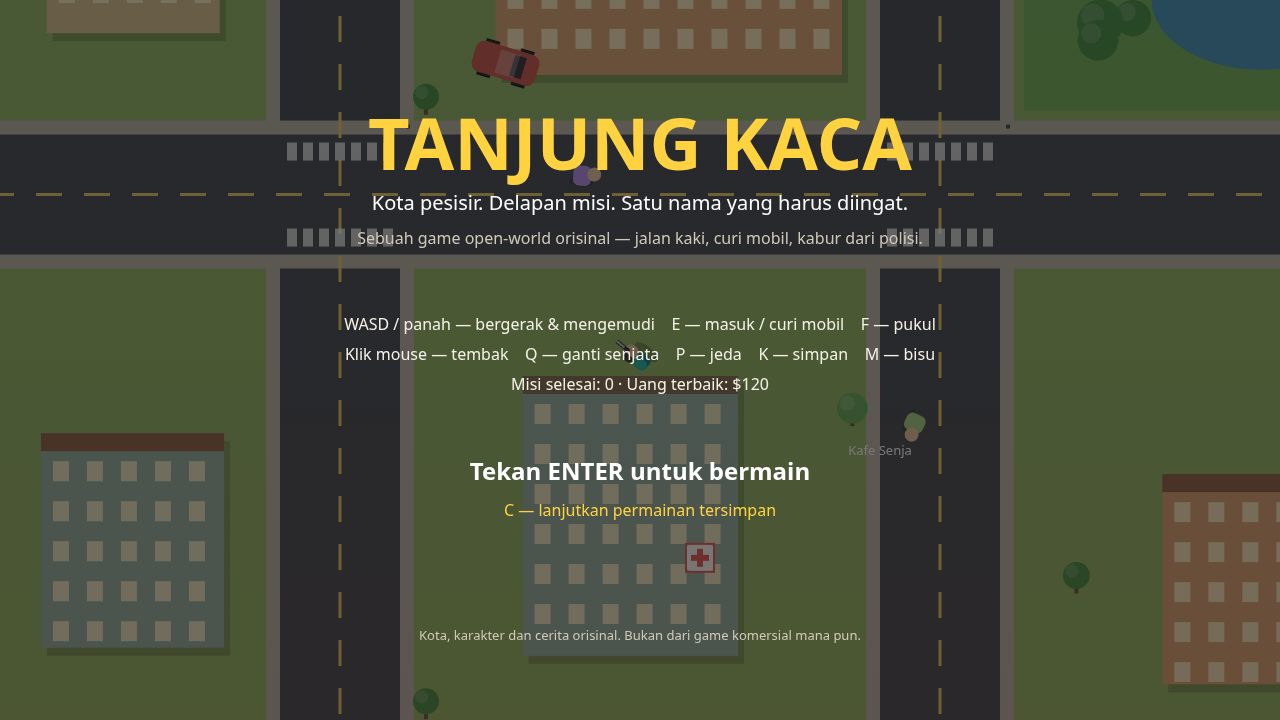 TANJUNG KACA
Kota pesisir. Delapan misi. Satu nama yang harus diingat.
Sebuah game open-world orisinal — jalan kaki, curi mobil, kabur dari polisi.
WASD / panah — bergerak & mengemudi E — masuk / curi mobil F — pukul
Klik mouse — tembak Q — ganti senjata P — jeda K — simpan M — bisu
Misi selesai: 0 · Uang terbaik: $120
Kafe Senja
Tekan ENTER untuk bermain
C — lanjutkan permainan tersimpan
Kota, karakter dan cerita orisinal. Bukan dari game komersial mana pun.